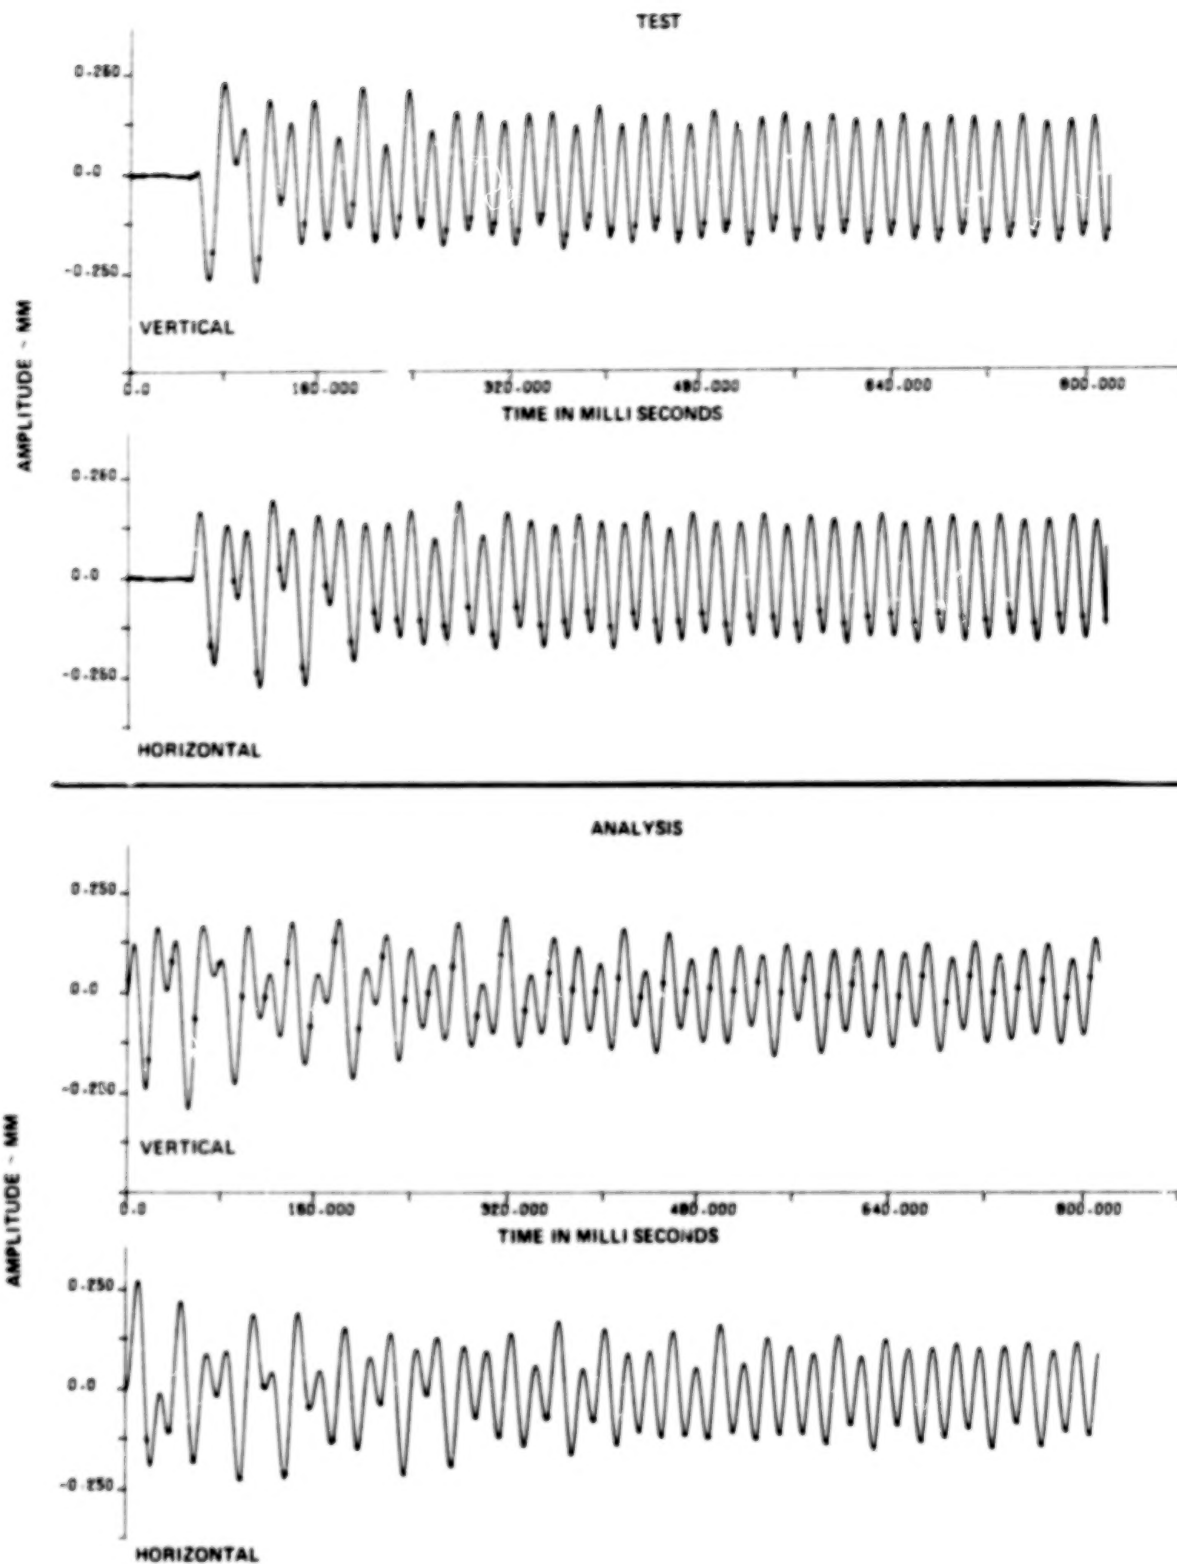 TEST
0.250
0.0
-0.250
VERTICAL
0.0 160.000 320.000 480.000 640.000 800.000
TIME IN MILLI SECONDS
AMPLITUDE ~ MM
0.250
0.0
-0.250
HORIZONTAL
ANALYSIS
0.250
0.0
-0.250
VERTICAL
0.0 160.000 320.000 480.000 640.000 800.000
TIME IN MILLI SECONDS
AMPLITUDE ~ MM
0.250
0.0
-0.250
HORIZONTAL